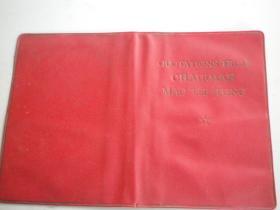 QUOTATIONS FROM
CHAIRMAN
MAO TSE-TUNG